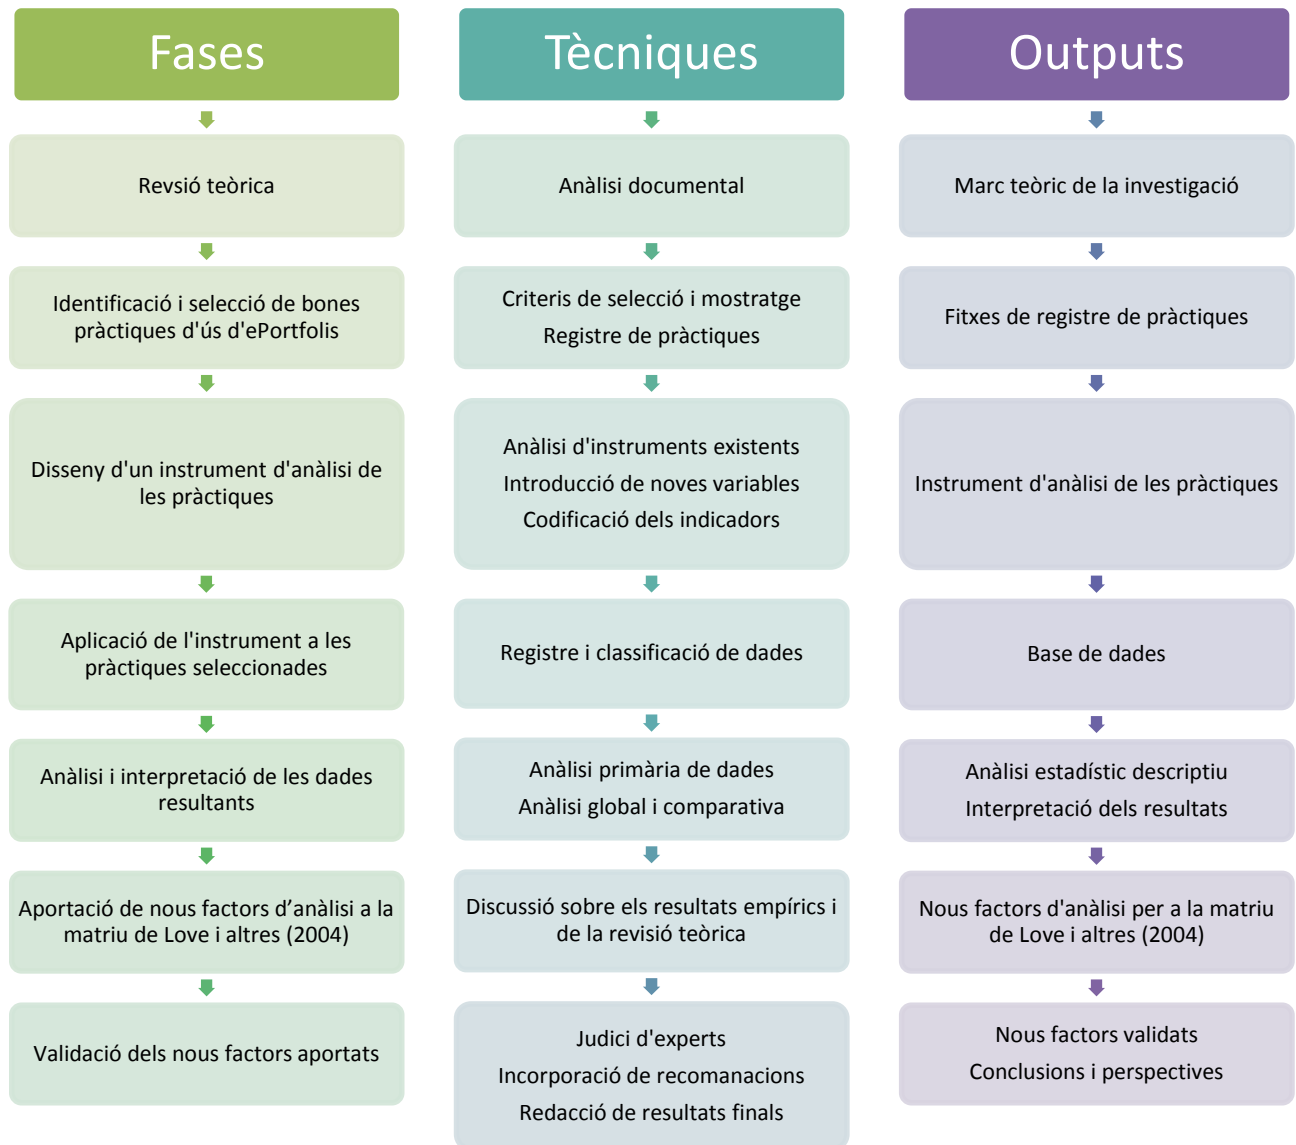 Fases
Revsió teòrica
Identificació i selecció de bones
pràctiques d'ús d'ePortfolis
Disseny d'un instrument d'anàlisi de
les pràctiques
Aplicació de l'instrument a les
pràctiques seleccionades
Anàlisi i interpretació de les dades
resultants
Aportació de nous factors d’anàlisi a la
matriu de Love i altres (2004)
Validació dels nous factors aportats
Tècniques
Anàlisi documental
Criteris de selecció i mostratge
Registre de pràctiques
Anàlisi d'instruments existents
Introducció de noves variables
Codificació dels indicadors
Registre i classificació de dades
Anàlisi primària de dades
Anàlisi global i comparativa
Discussió sobre els resultats empírics i
de la revisió teòrica
Judici d'experts
Incorporació de recomanacions
Redacció de resultats finals
Outputs
Marc teòric de la investigació
Fitxes de registre de pràctiques
Instrument d'anàlisi de les pràctiques
Base de dades
Anàlisi estadístic descriptiu
Interpretació dels resultats
Nous factors d'anàlisi per a la matriu
de Love i altres (2004)
Nous factors validats
Conclusions i perspectives